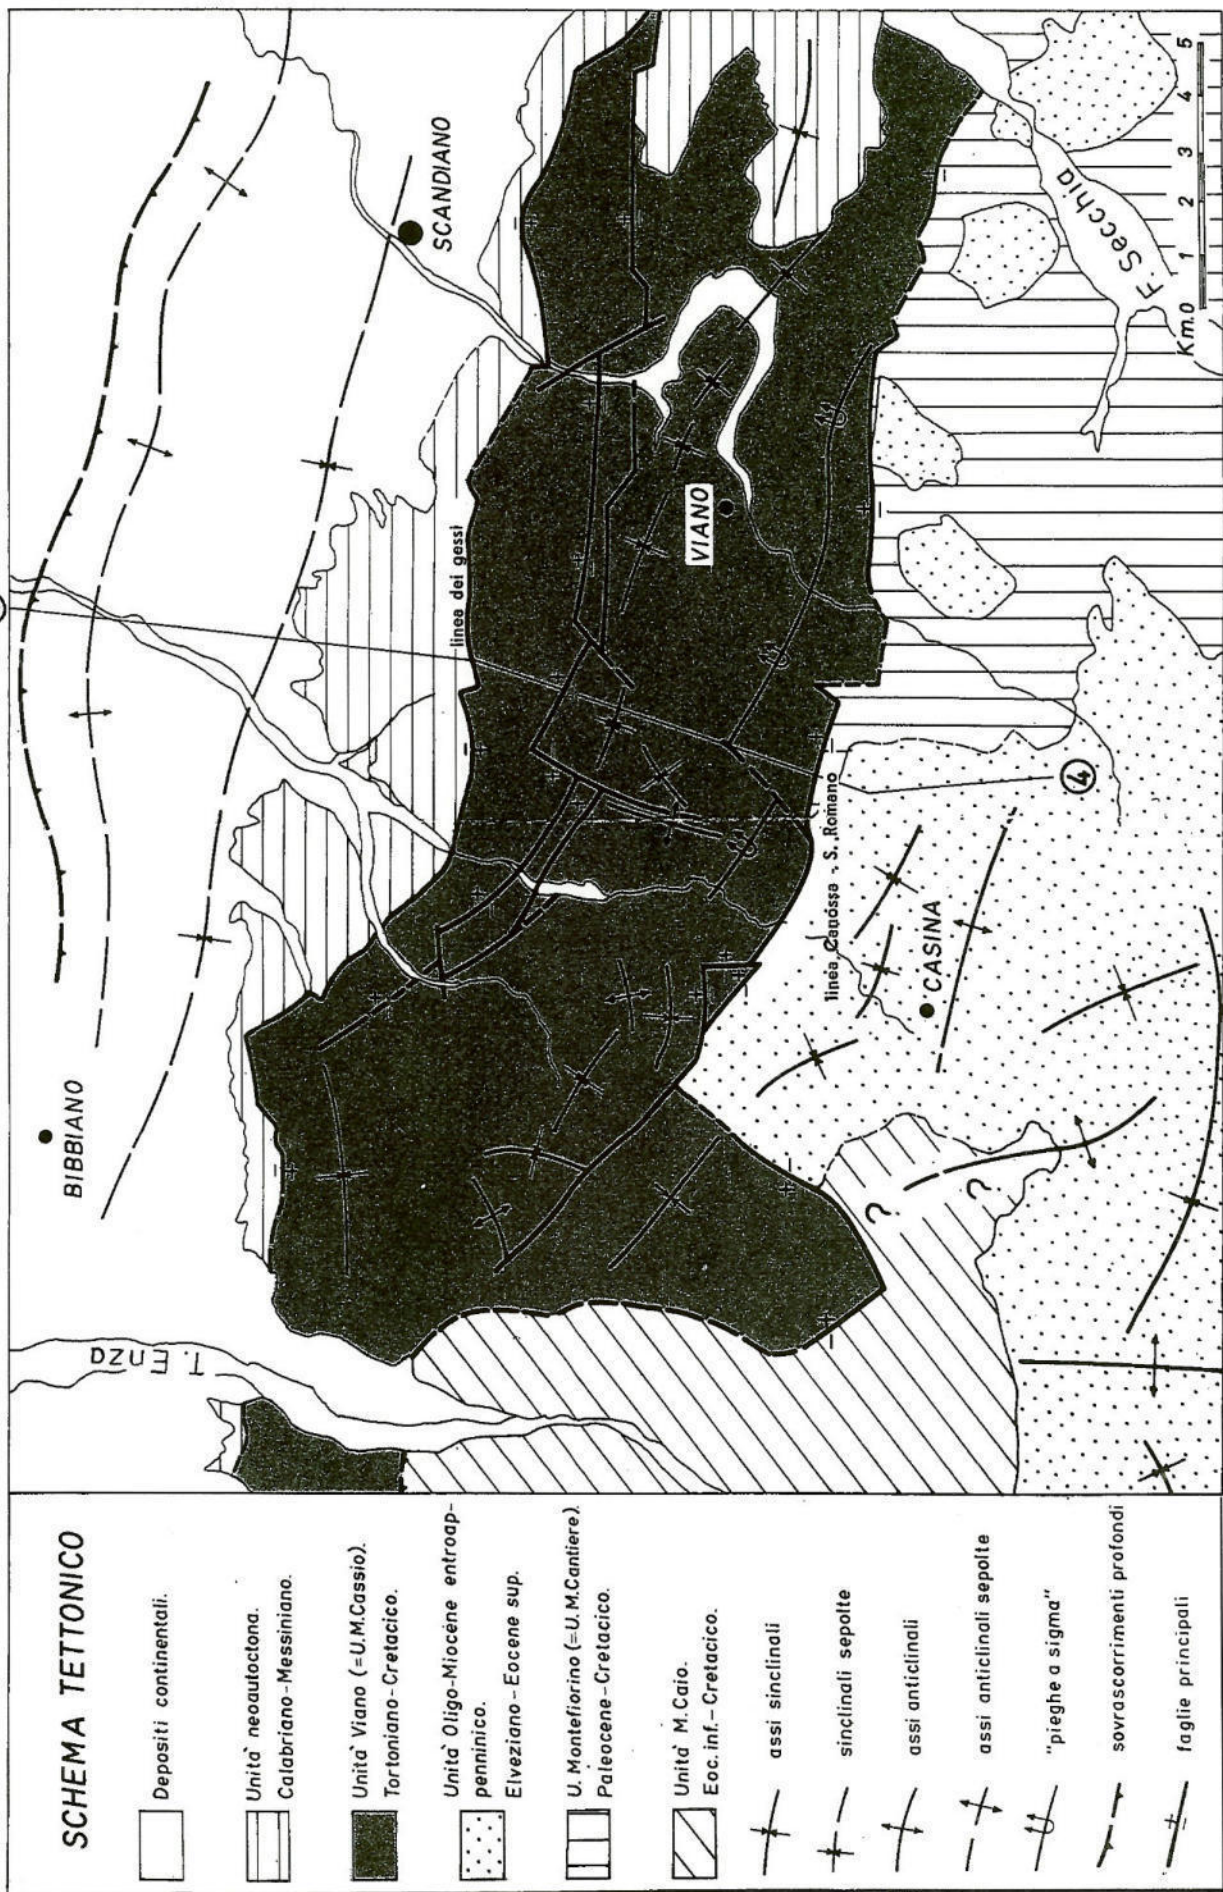 SCHEMA TETTONICO
Depositi continentali.
Unita' neoautoctona.
Calabriano-Messiniano.
Unita' Viano (=U.M.Cassio).
Tortoniano-Cretacico.
Unita' Oligo-Miocene entroap-
penninico.
Elveziano-Eocene sup.
U. Montefiorino (=U.M.Cantiere).
Paleocene-Cretacico.
Unita' M.Caio.
Eoc.inf.-Cretacico.
assi sinclinali
sinclinali sepolte
assi anticlinali
assi anticlinali sepolte
"pieghe a sigma"
sovrascorrimenti profondi
faglie principali
T. Enza
BIBBIANO
SCANDIANO
linea dei gessi
VIANO
linea Canossa - S. Romano
CASINA
?
?
14
F. Secchia
Km.0 1 2 3 4 5